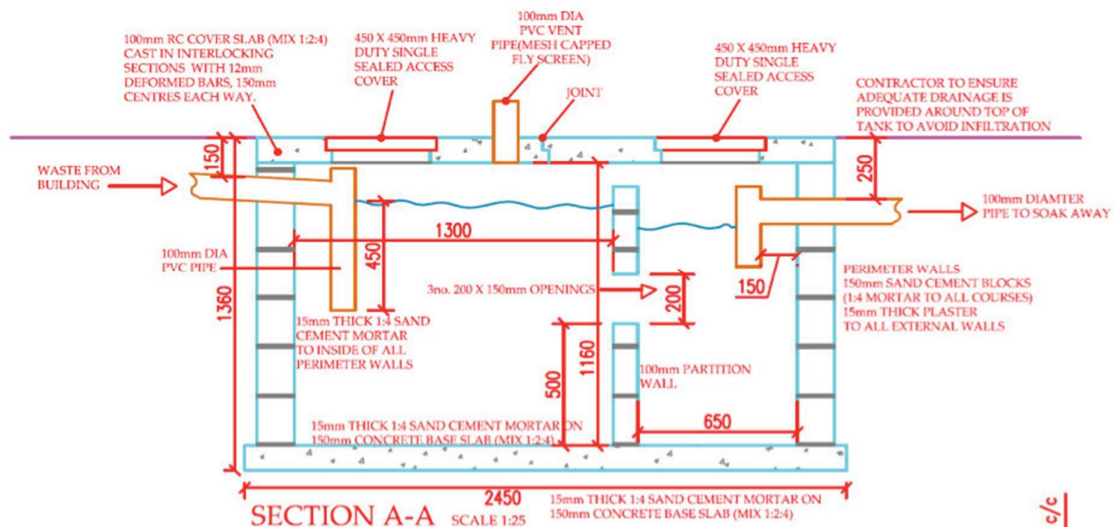 100mm RC COVER SLAB (MIX 1:2:4)
CAST IN INTERLOCKING
SECTIONS WITH 12mm
DEFORMED BARS, 150mm
CENTRES EACH WAY.
450 X 450mm HEAVY
DUTY SINGLE
SEALED ACCESS
COVER
100mm DIA
PVC VENT
PIPE(MESH CAPPED
FLY SCREEN)
JOINT
450 X 450mm HEAVY
DUTY SINGLE
SEALED ACCESS
COVER
CONTRACTOR TO ENSURE
ADEQUATE DRAINAGE IS
PROVIDED AROUND TOP OF
TANK TO AVOID INFILTRATION
150
250
WASTE FROM
BUILDING
100mm DIAMTER
PIPE TO SOAK AWAY
1300
450
100mm DIA
PVC PIPE
1360
3no. 200 X 150mm OPENINGS
200
150
PERIMETER WALLS
150mm SAND CEMENT BLOCKS
(1:4 MORTAR TO ALL COURSES)
15mm THICK PLASTER
TO ALL EXTERNAL WALLS
15mm THICK 1:4 SAND
CEMENT MORTAR
TO INSIDE OF ALL
PERIMETER WALLS
500
1160
100mm PARTITION
WALL
650
15mm THICK 1:4 SAND CEMENT MORTAR ON
150mm CONCRETE BASE SLAB (MIX 1:2:4)
2450
SECTION A-A SCALE 1:25
15mm THICK 1:4 SAND CEMENT MORTAR ON
150mm CONCRETE BASE SLAB (MIX 1:2:4)
c/c